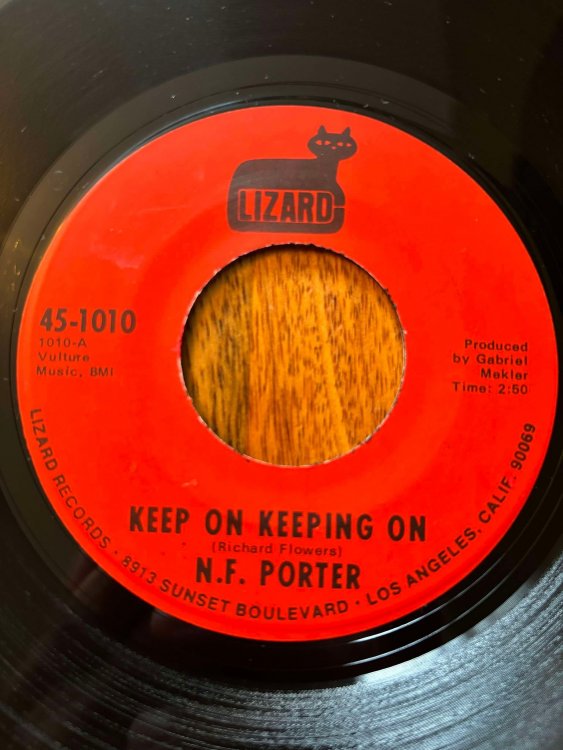 LIZARD
45-1010
1010-A
Vulture
Music, BMI
Produced
by Gabriel
Mekler
Time: 2:50
KEEP ON KEEPING ON
(Richard Flowers)
N.F. PORTER
LIZARD RECORDS · 8913 SUNSET BOULEVARD · LOS ANGELES, CALIF. 90069